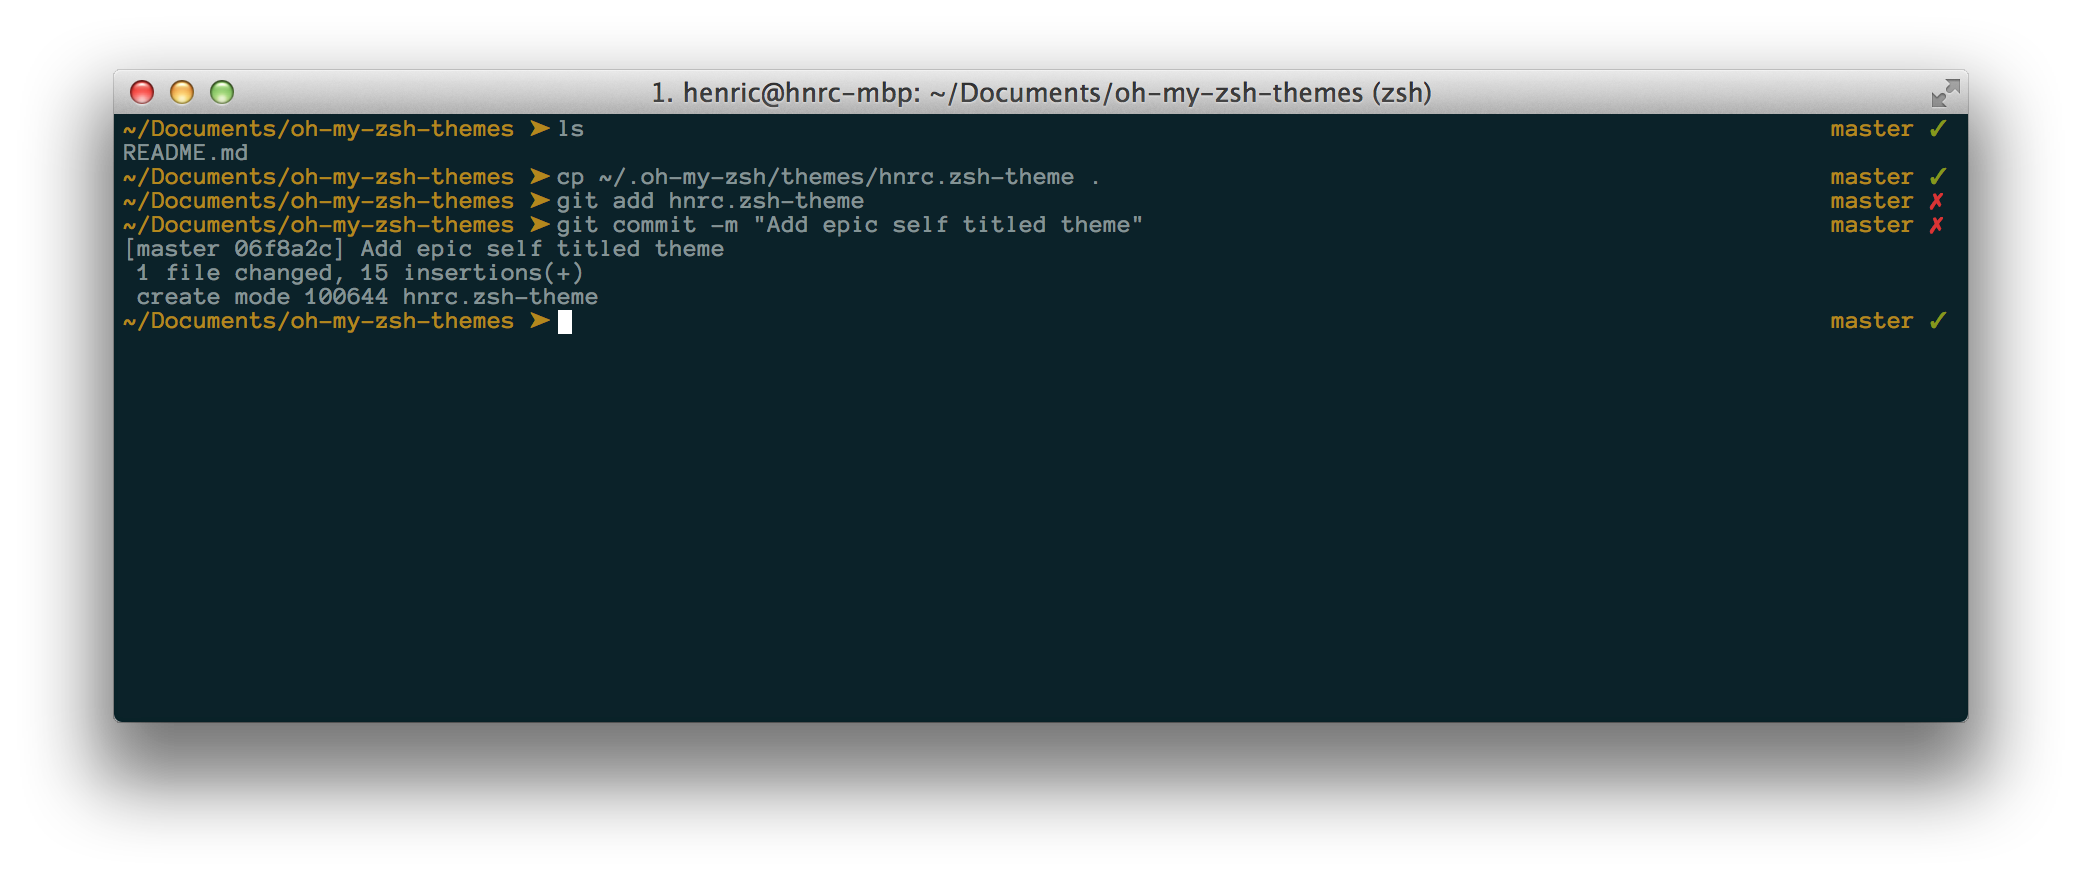 1. henric@hnrc-mbp: ~/Documents/oh-my-zsh-themes (zsh)
~/Documents/oh-my-zsh-themes ➤ ls master ✓
README.md
~/Documents/oh-my-zsh-themes ➤ cp ~/.oh-my-zsh/themes/hnrc.zsh-theme . master ✓
~/Documents/oh-my-zsh-themes ➤ git add hnrc.zsh-theme master ✗
~/Documents/oh-my-zsh-themes ➤ git commit -m "Add epic self titled theme" master ✗
[master 06f8a2c] Add epic self titled theme
 1 file changed, 15 insertions(+)
 create mode 100644 hnrc.zsh-theme
~/Documents/oh-my-zsh-themes ➤ master ✓